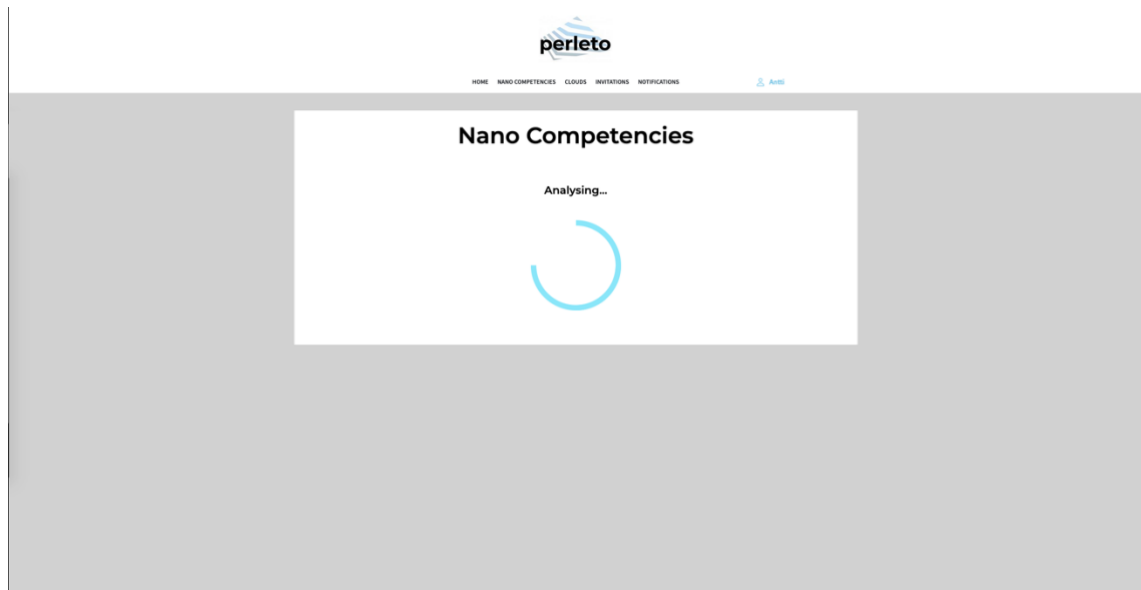 perleto
HOME NANO COMPETENCIES CLOUDS INVITATIONS NOTIFICATIONS Antti
Nano Competencies
Analysing...